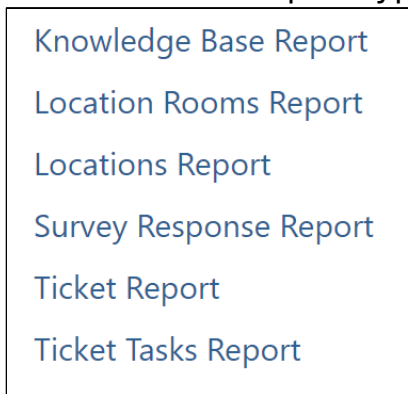 Knowledge Base Report
Location Rooms Report
Locations Report
Survey Response Report
Ticket Report
Ticket Tasks Report